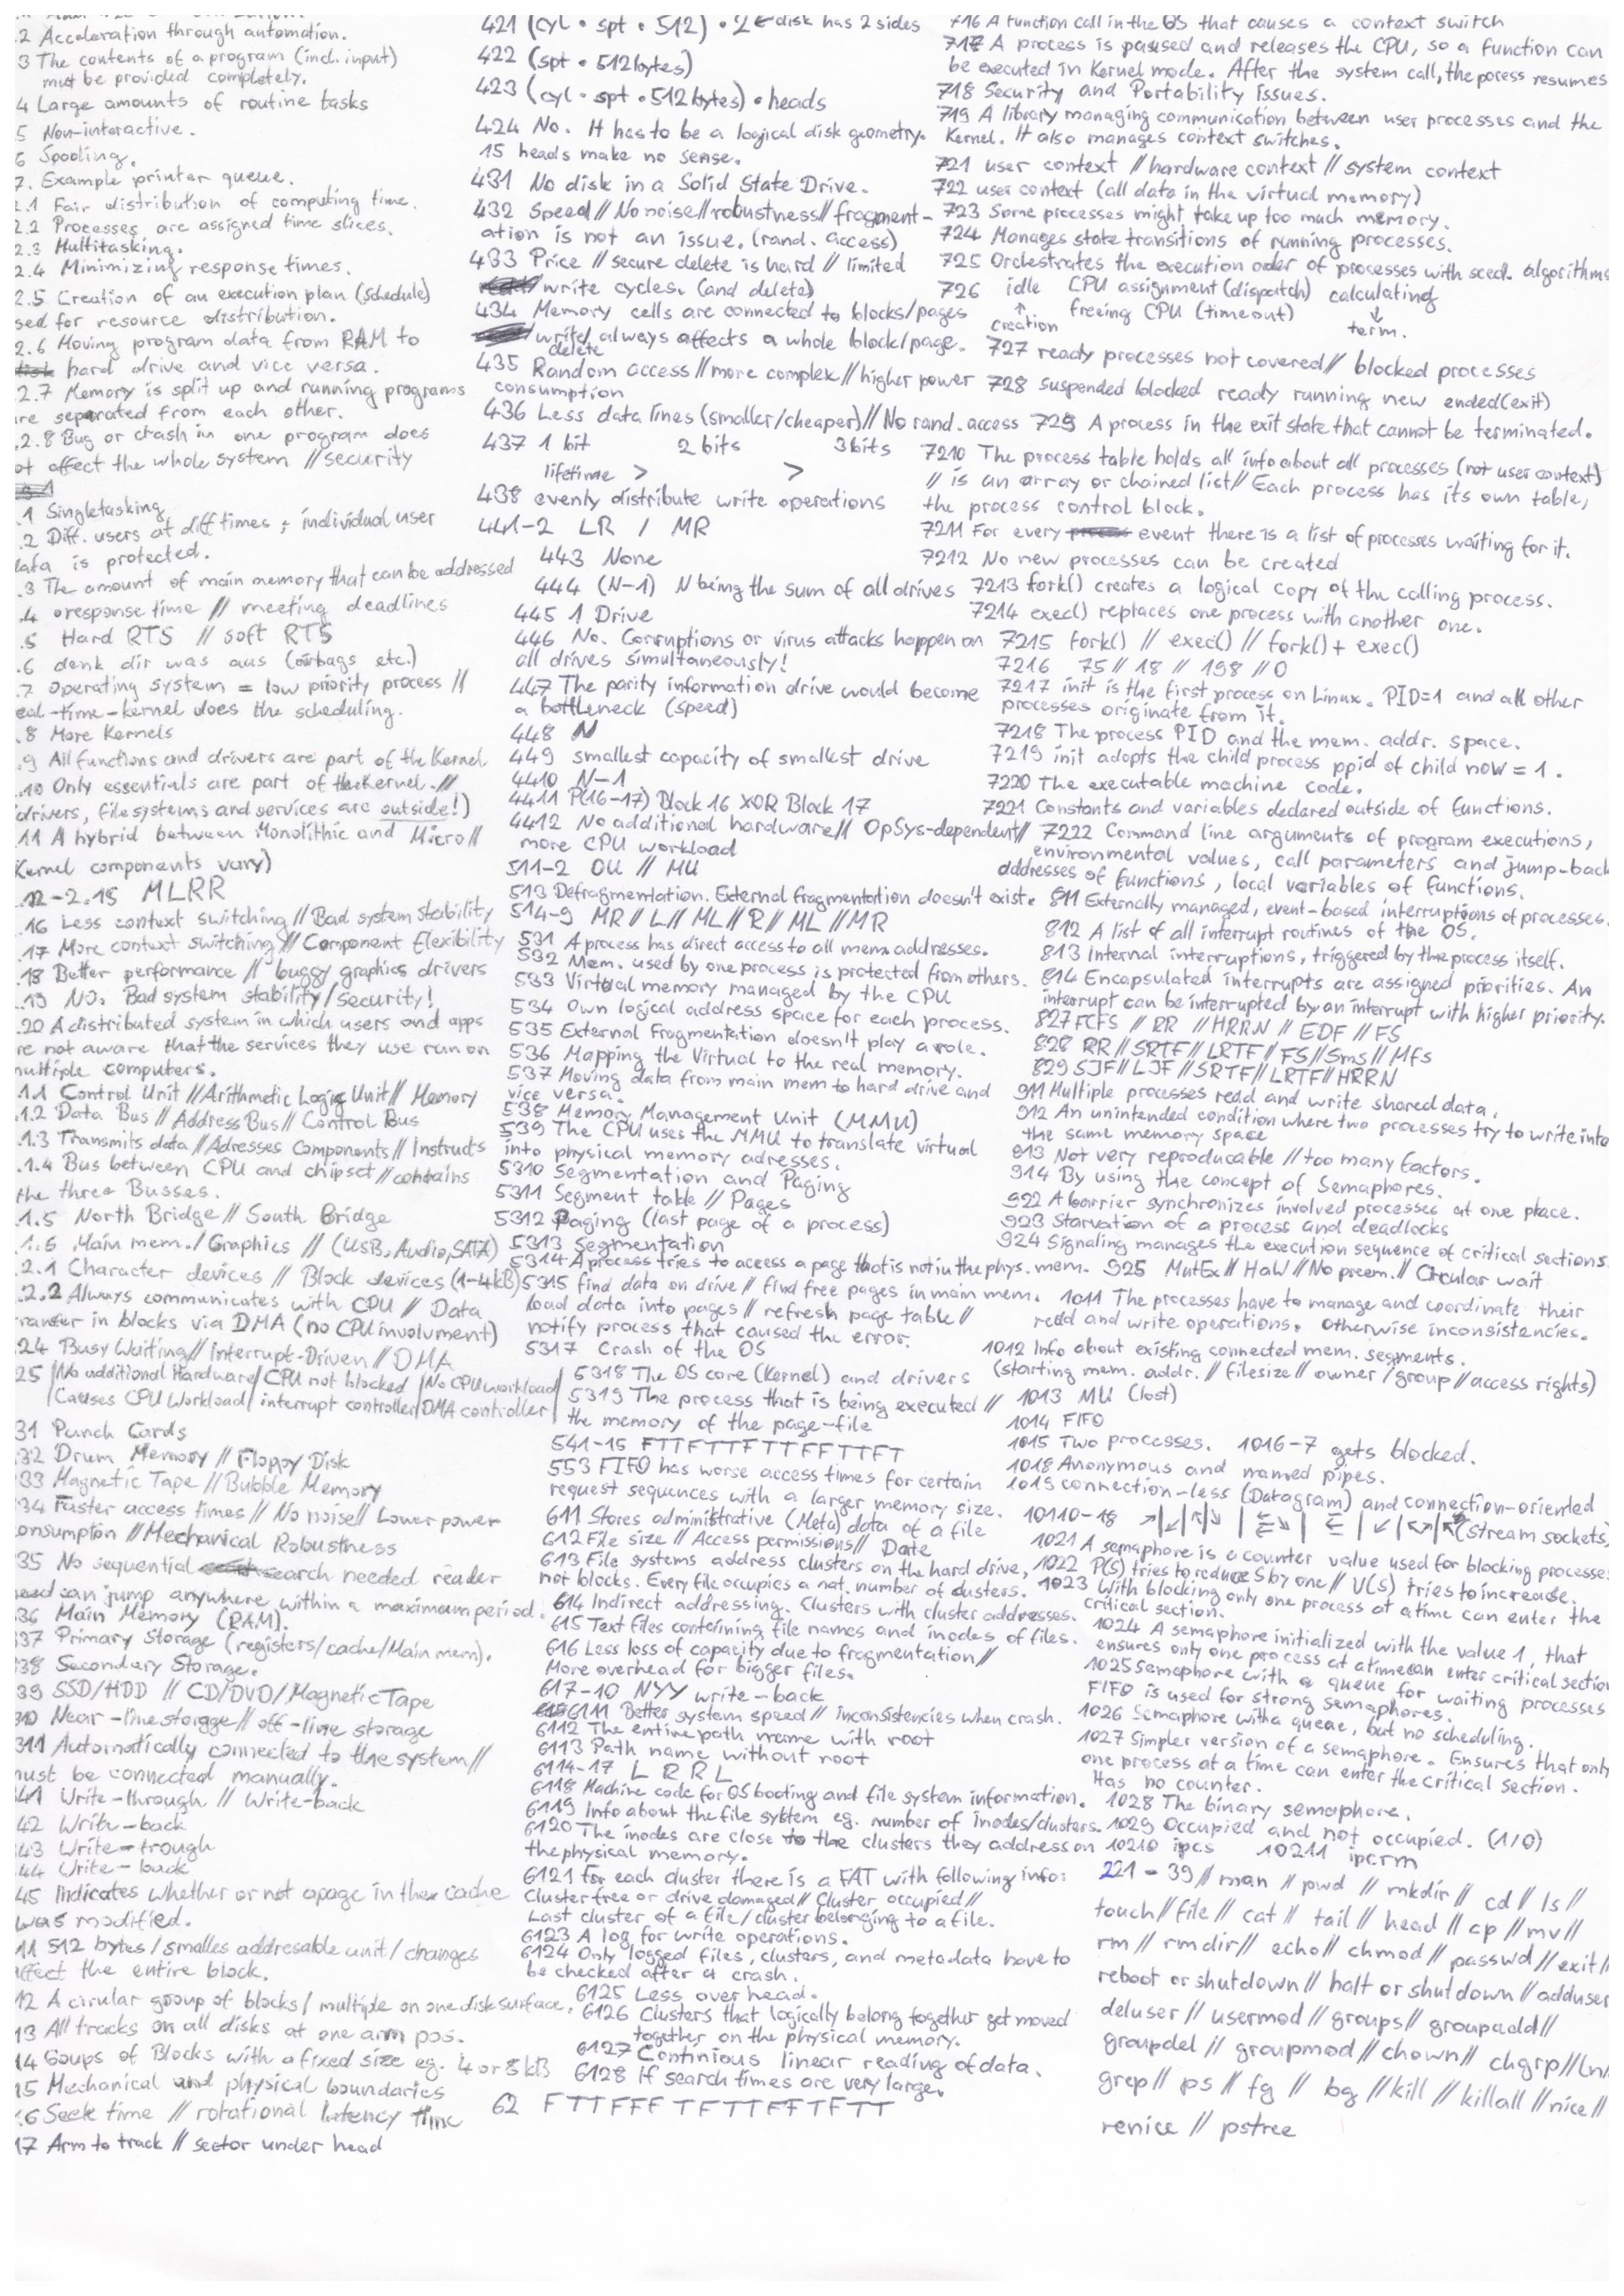 .2 Acceleration through automation.
3 The contents of a program (incl. input)
must be provided completely.
4 Large amounts of routine tasks
5 Non-interactive.
6 Spooling.
7. Example printer queue.
2.1 Fair distribution of computing time.
2.2 Processes are assigned time slices.
2.3 Multitasking.
2.4 Minimizing response times.
2.5 Creation of an execution plan (schedule)
sed for resource distribution.
2.6 Moving program data from RAM to
hard drive and vice versa.
2.7 Memory is split up and running programs
re seperated from each other.
.2.8 Bug or crash in one program does
ot affect the whole system // security
.1 Singletasking
.2 Diff. users at diff times ; individual user
data is protected.
.3 The amount of main memory that can be addressed
.4 response time // meeting deadlines
.5 Hard RTS // soft RTS
.6 denk dir was aus (airbags etc.)
.7 Operating system = low priority process //
eal-time-kernel does the scheduling.
.8 More Kernels
.9 All functions and drivers are part of the Kernel
.10 Only essentials are part of the Kernel. //
(drivers, filesystems and services are outside!)
.11 A hybrid between Monolithic and Micro //
Kernel components vary)
.12-2.15 MLRR
.16 Less context switching // Bad system stability
.17 More context switching // Component Flexibility
.18 Better performance // buggy graphics drivers
.19 NO. Bad system stability/security!
.20 A distributed system in which users and apps
re not aware that the services they use run on
multiple computers.
.1.1 Control Unit // Arithmetic Logic Unit // Memory
.1.2 Data Bus // Address Bus // Control Bus
.1.3 Transmits data // Adresses Components // Instructs
.1.4 Bus between CPU and chipset // contains
the three Busses.
.1.5 North Bridge // South Bridge
.1.6 Main mem./Graphics // (USB, Audio, SATA)
.2.1 Character devices // Block devices (1-4kB)
.2.2 Always communicates with CPU // Data
transfer in blocks via DMA (no CPU involument)
24 Busy Waiting // Interrupt-Driven // DMA
25 |No additional Hardware| CPU not blocked |No CPU workload|
|Causes CPU Workload| interrupt controller| DMA controller|
31 Punch Cards
32 Drum Memory // Floppy Disk
33 Magnetic Tape // Bubble Memory
34 Faster access times // No noise // Lower power
onsumption // Mechanical Robustness
35 No sequential search needed reader
head can jump anywhere within a maximum period.
36 Main Memory (RAM).
37 Primary Storage (registers/cache/Main mem).
38 Secondary Storage.
39 SSD/HDD // CD/DVD/Magnetic Tape
310 Near-line storage // off-line storage
311 Automatically connected to the system //
must be connected manually.
41 Write-through // Write-back
42 Write-back
43 Write-trough
44 Write-back
45 Indicates whether or not a page in the cache
was modified.
11 512 bytes / smalles addresable unit / changes
affect the entire block.
12 A circular group of blocks / multiple on one disk surface.
13 All tracks on all disks at one arm pos.
14 Goups of Blocks with a fixed size eg. 4 or 8 kB
15 Mechanical and physical boundaries
16 Seek time // rotational latency time
17 Arm to track // sector under head
421 (cyl • spt • 512) • 2 ← disk has 2 sides
422 (spt • 512 bytes)
423 (cyl • spt • 512 bytes) • heads
424 No. It has to be a logical disk geometry.
15 heads make no sense.
431 No disk in a Solid State Drive.
432 Speed // No noise // robustness // fragment-
ation is not an issue. (rand. access)
433 Price // secure delete is hard // limited
write cycles. (and delete)
434 Memory cells are connected to blocks/pages
write/delete always affects a whole block/page.
435 Random access // more complex // higher power
consumption
436 Less data lines (smaller/cheaper) // No rand. access
437 1 bit 2 bits 3 bits
lifetime > >
438 evenly distribute write operations
441-2 LR / MR
443 None
444 (N-1) N being the sum of all drives
445 1 Drive
446 No. Corruptions or virus attacks happen on
all drives simultaneously!
447 The parity information drive would become
a bottleneck (speed)
448 N
449 smallest capacity of smallest drive
4410 N-1
4411 P(16-17) Block 16 XOR Block 17
4412 No additional hardware // OpSys-dependent //
more CPU workload
511-2 OU // MU
513 Defragmentation. External fragmentation doesn't exist.
514-9 MR // L // ML // R // ML // MR
531 A process has direct access to all mem addresses.
532 Mem. used by one process is protected from others.
533 Virtual memory managed by the CPU
534 Own logical address space for each process.
535 External Fragmentation doesn't play a role.
536 Mapping the Virtual to the real memory.
537 Moving data from main mem to hard drive and
vice versa.
538 Memory Management Unit (MMU)
539 The CPU uses the MMU to translate virtual
into physical memory adresses.
5310 Segmentation and Paging
5311 Segment table // Pages
5312 Paging (last page of a process)
5313 Segmentation
5314 A process tries to access a page that is not in the phys. mem.
5315 find data on drive // find free pages in main mem.
load data into pages // refresh page table //
notify process that caused the error.
5317 Crash of the OS
5318 The OS core (Kernel) and drivers
5319 The process that is being executed //
the memory of the page-file
541-15 FTTFTTFTTFFTTFT
553 FIFO has worse access times for certain
request sequences with a larger memory size.
611 Stores administrative (Meta) data of a file
612 File size // Access permissions // Date
613 File systems address clusters on the hard drive,
not blocks. Every file occupies a nat. number of clusters.
614 Indirect addressing. Clusters with cluster addresses.
615 Text files containing file names and inodes of files.
616 Less loss of capacity due to fragmentation //
More overhead for bigger files.
617-10 NYY write-back
6111 Better system speed // inconsistencies when crash.
6112 The entire path name with root
6113 Path name without root
6114-17 L R R L
6118 Machine code for OS booting and file system information.
6119 Info about the file system eg. number of inodes/clusters.
6120 The inodes are close to the clusters they address on
the physical memory.
6121 For each cluster there is a FAT with following info:
Cluster free or drive damaged // Cluster occupied //
Last cluster of a file / cluster belonging to a file.
6123 A log for write operations.
6124 Only logged files, clusters, and metadata have to
be checked after a crash.
6125 Less over head.
6126 Clusters that logically belong together get moved
together on the physical memory.
6127 Continious linear reading of data.
6128 If search times are very large.
62 FTTFFFTFTTFFTFTT
716 A function call in the OS that causes a context switch
717 A process is paused and releases the CPU, so a function can
be executed in Kernel mode. After the system call, the pocess resumes
718 Security and Portability issues.
719 A library managing communication between user processes and the
Kernel. It also manages context switches.
721 user context // hardware context // system context
722 user context (all data in the virtual memory)
723 Some processes might take up too much memory.
724 Manages state transitions of running processes.
725 Orchestrates the execution order of processes with sced. algorithms
726 idle CPU assignment (dispatch) calculating
↑ creation freeing CPU (timeout) ↓ term.
727 ready processes not covered // blocked processes
728 suspended blocked ready running new ended(exit)
729 A process in the exit state that cannot be terminated.
7210 The process table holds all info about all processes (not user context)
// is an array or chained list // Each process has its own table,
the process control block.
7211 For every event there is a list of processes waiting for it.
7212 No new processes can be created
7213 fork() creates a logical copy of the calling process.
7214 exec() replaces one process with another one.
7215 fork() // exec() // fork() + exec()
7216 75 // 18 // 198 // 0
7217 init is the first process on Linux. PID=1 and all other
processes originate from it.
7218 The process PID and the mem. addr. space.
7219 init adopts the child process ppid of child now = 1.
7220 The executable machine code.
7221 Constants and variables declared outside of functions.
7222 Command line arguments of program executions,
environmental values, call parameters and jump-back
addresses of functions, local variables of functions.
811 Externally managed, event-based interruptions of processes.
812 A list of all interrupt routines of the OS.
813 Internal interruptions, triggered by the process itself.
814 Encapsulated interrupts are assigned priorities. An
interrupt can be interrupted by an interrupt with higher priority.
827 FCFS // RR // HRRN // EDF // FS
828 RR // SRTF // LRTF // FS // Sms // Mfs
829 SJF // LJF // SRTF // LRTF // HRRN
911 Multiple processes read and write shared data.
912 An unintended condition where two processes try to write into
the same memory space
913 Not very reproducable // too many factors.
914 By using the concept of Semaphores.
922 A barrier synchronizes involved processes at one place.
923 Starvation of a process and deadlocks
924 Signaling manages the execution sequence of critical sections.
925 MutEx // HaW // No preem. // Circular wait
1011 The processes have to manage and coordinate their
read and write operations. otherwise inconsistencies.
1012 Info about existing connected mem. segments.
(starting mem. addr. // filesize // owner/group // access rights)
1013 MU (lost)
1014 FIFO
1015 Two processes. 1016-7 gets blocked.
1018 Anonymous and named pipes.
1019 connection-less (Datagram) and connection-oriented
(stream sockets)
10110-18
1021 A semaphore is a counter value used for blocking processes
1022 P(s) tries to reduce S by one // V(s) tries to increase.
1023 With blocking only one process at a time can enter the
critical section.
1024 A semaphore initialized with the value 1, that
ensures only one process at a time can enter critical section
1025 Semaphore with a queue for waiting processes
FIFO is used for strong semaphores.
1026 Semaphore with a queue, but no scheduling.
1027 Simpler version of a semaphore. Ensures that only
one process at a time can enter the critical section.
Has no counter.
1028 The binary semaphore.
1029 Occupied and not occupied. (1/0)
10210 ipcs 10211 ipcrm
221-39 // man // pwd // mkdir // cd // ls //
touch // file // cat // tail // head // cp // mv //
rm // rmdir // echo // chmod // passwd // exit //
reboot or shutdown // halt or shutdown // adduser
deluser // usermod // groups // groupadd //
groupdel // groupmod // chown // chgrp // ln //
grep // ps // fg // bg // kill // killall // nice //
renice // pstree